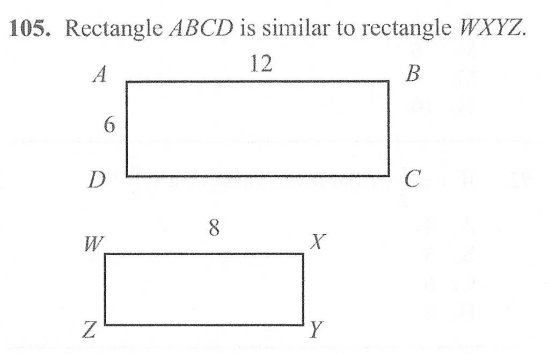 105. Rectangle ABCD is similar to rectangle WXYZ.
12
A B
6
D C
8
W X
Z Y